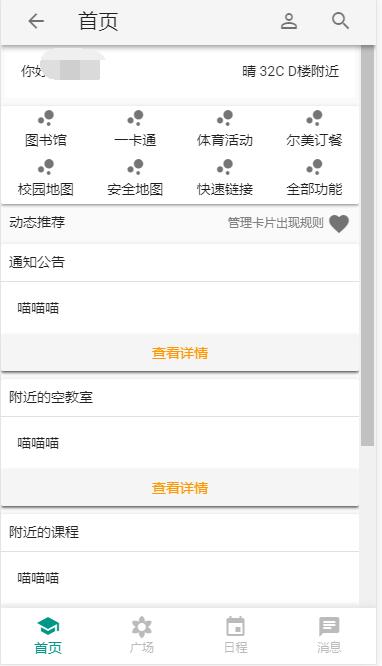 首页
你好
晴 32C D楼附近
图书馆 一卡通 体育活动 尔美订餐
校园地图 安全地图 快速链接 全部功能
动态推荐 管理卡片出现规则
通知公告
喵喵喵
查看详情
附近的空教室
喵喵喵
查看详情
附近的课程
喵喵喵
首页 广场 日程 消息